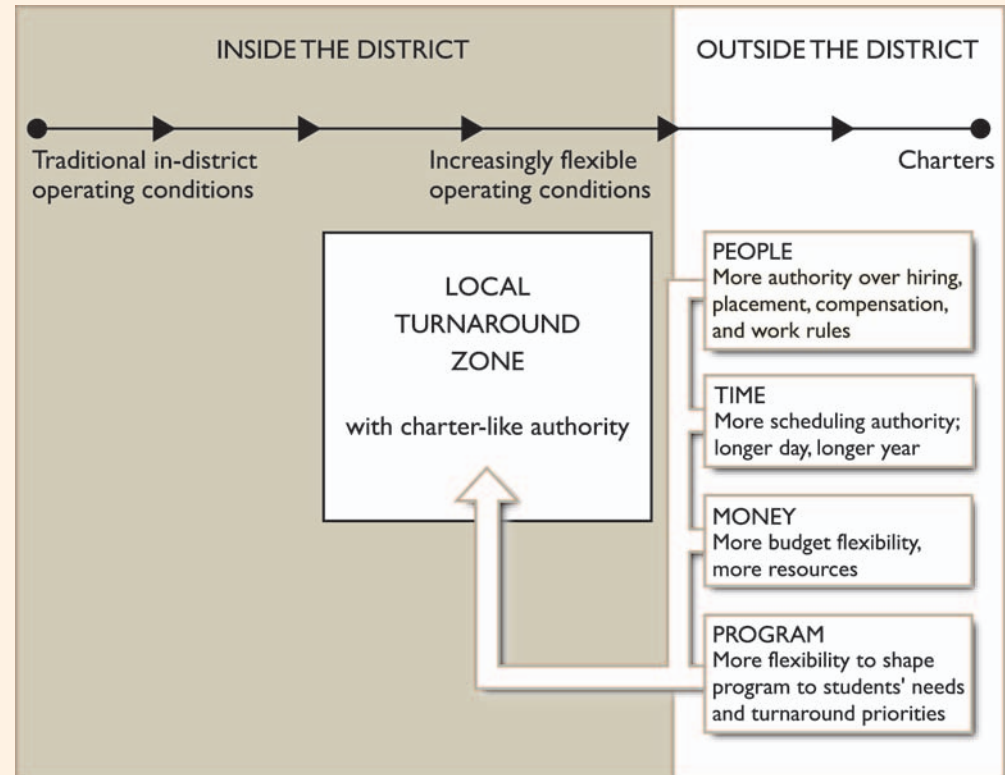 INSIDE THE DISTRICT
OUTSIDE THE DISTRICT
Traditional in-district
operating conditions
Increasingly flexible
operating conditions
Charters
LOCAL
TURNAROUND
ZONE
with charter-like authority
PEOPLE
More authority over hiring,
placement, compensation,
and work rules
TIME
More scheduling authority;
longer day, longer year
MONEY
More budget flexibility,
more resources
PROGRAM
More flexibility to shape
program to students' needs
and turnaround priorities